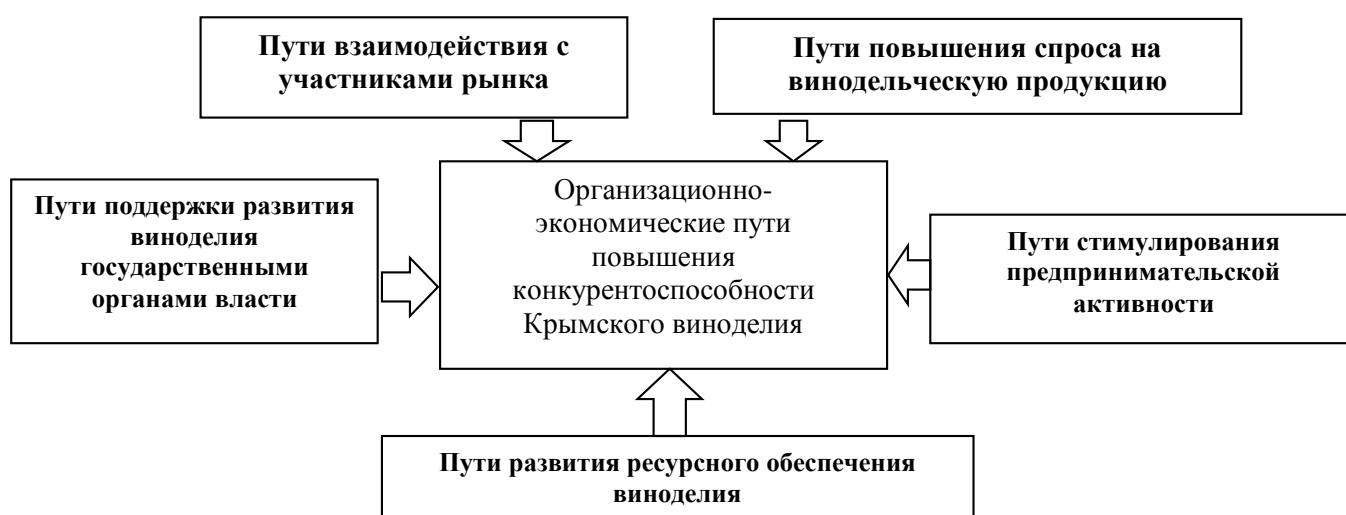 Пути взаимодействия с
участниками рынка
Пути повышения спроса на
винодельческую продукцию
Пути поддержки развития
виноделия
государственными
органами власти
Организационно-
экономические пути
повышения
конкурентоспособности
Крымского виноделия
Пути стимулирования
предпринимательской
активности
Пути развития ресурсного обеспечения
виноделия